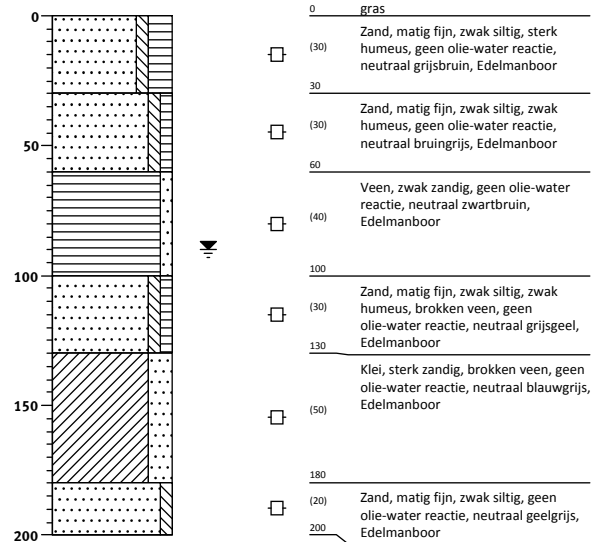 0
50
100
150
200
0
gras
(30)
Zand, matig fijn, zwak siltig, sterk
humeus, geen olie-water reactie,
neutraal grijsbruin, Edelmanboor
30
(30)
Zand, matig fijn, zwak siltig, zwak
humeus, geen olie-water reactie,
neutraal bruingrijs, Edelmanboor
60
(40)
Veen, zwak zandig, geen olie-water
reactie, neutraal zwartbruin,
Edelmanboor
100
(30)
Zand, matig fijn, zwak siltig, zwak
humeus, brokken veen, geen
olie-water reactie, neutraal grijsgeel,
Edelmanboor
130
(50)
Klei, sterk zandig, brokken veen, geen
olie-water reactie, neutraal blauwgrijs,
Edelmanboor
180
(20)
Zand, matig fijn, zwak siltig, geen
olie-water reactie, neutraal geelgrijs,
Edelmanboor
200